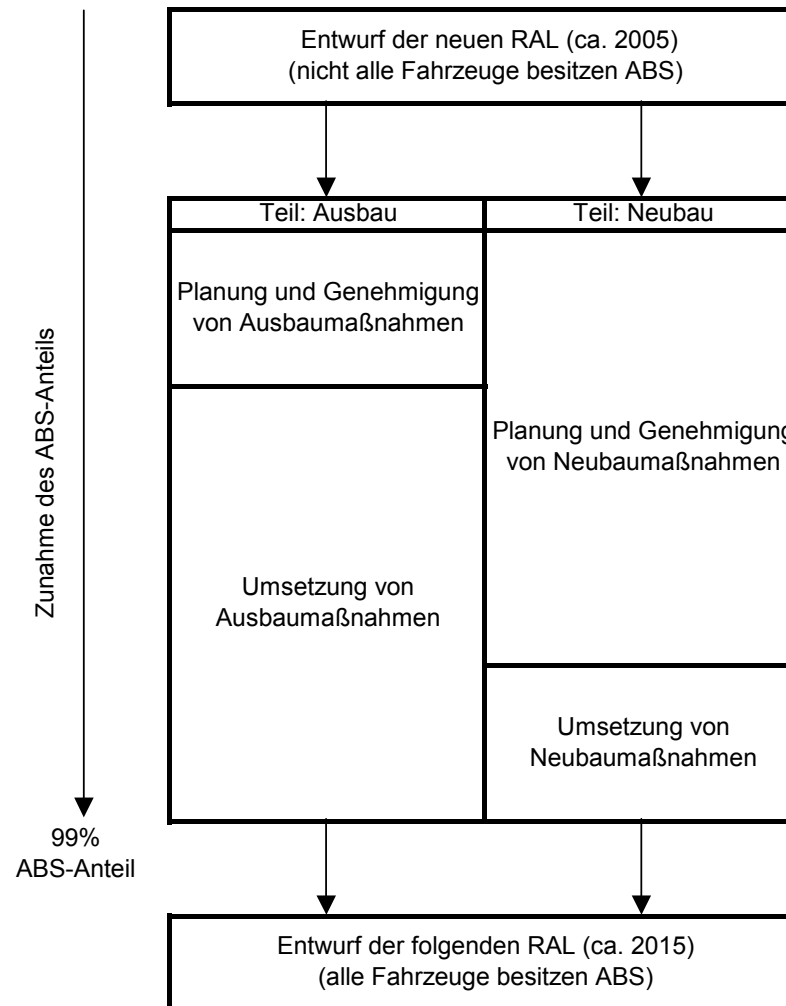 Entwurf der neuen RAL (ca. 2005)
(nicht alle Fahrzeuge besitzen ABS)
Teil: Ausbau
Teil: Neubau
Planung und Genehmigung
von Ausbaumaßnahmen
Planung und Genehmigung
von Neubaumaßnahmen
Zunahme des ABS-Anteils
Umsetzung von
Ausbaumaßnahmen
Umsetzung von
Neubaumaßnahmen
99%
ABS-Anteil
Entwurf der folgenden RAL (ca. 2015)
(alle Fahrzeuge besitzen ABS)